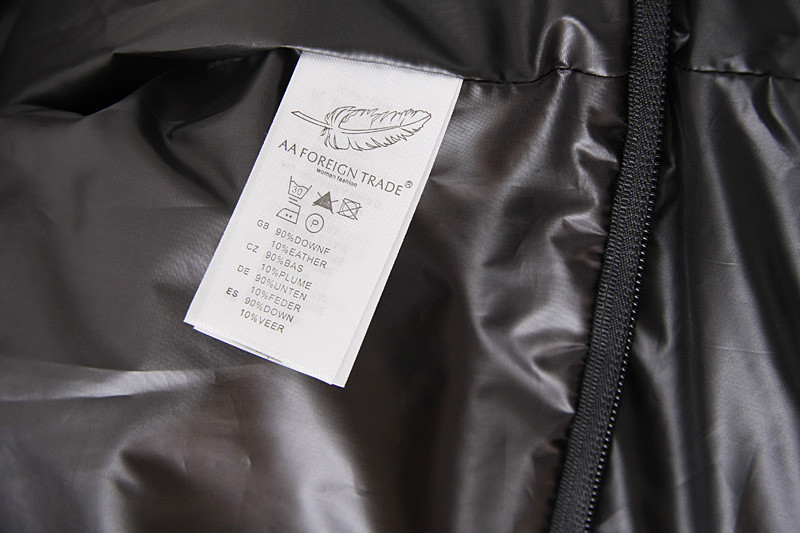 AA FOREIGN TRADE®
woman fashion
30
P
GB 90%DOWNF
10%EATHER
CZ 90%BAS
10%PLUME
DE 90%UNTEN
10%FEDER
ES 90%DOWN
10%VEER